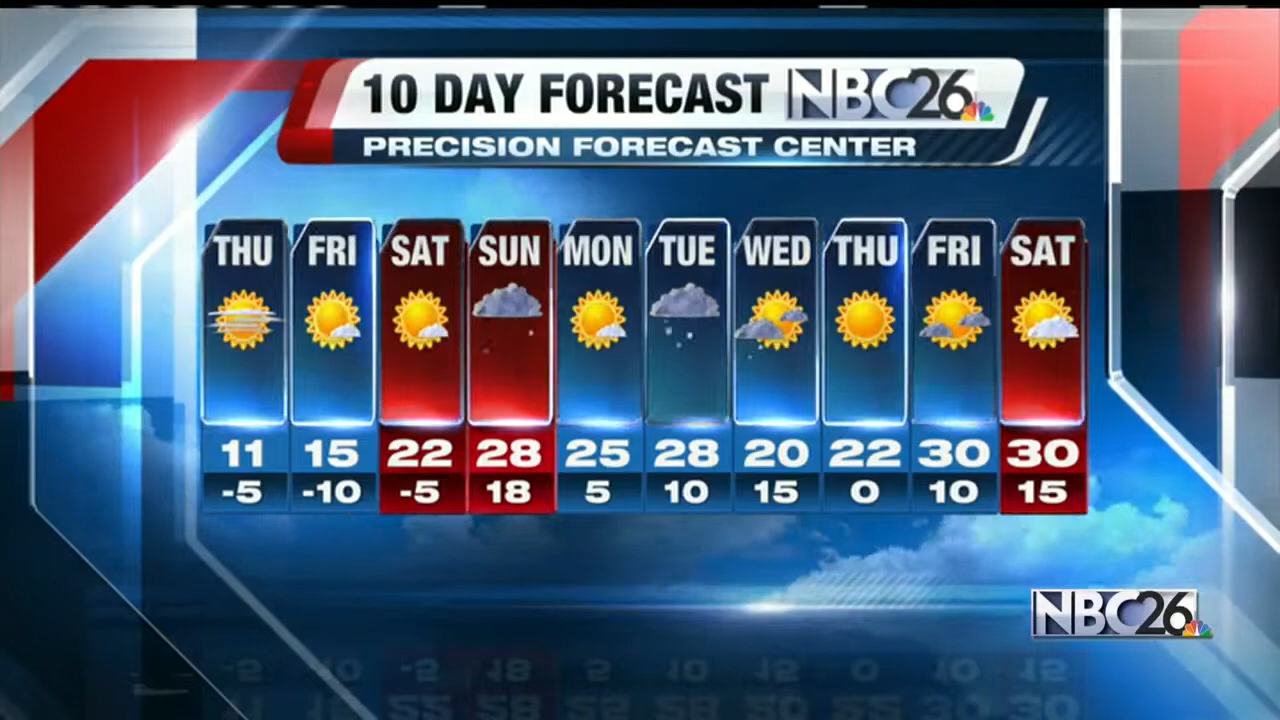 10 DAY FORECAST NBC26
PRECISION FORECAST CENTER
THU FRI SAT SUN MON TUE WED THU FRI SAT
11 15 22 28 25 28 20 22 30 30
-5 -10 -5 18 5 10 15 0 10 15
NBC26